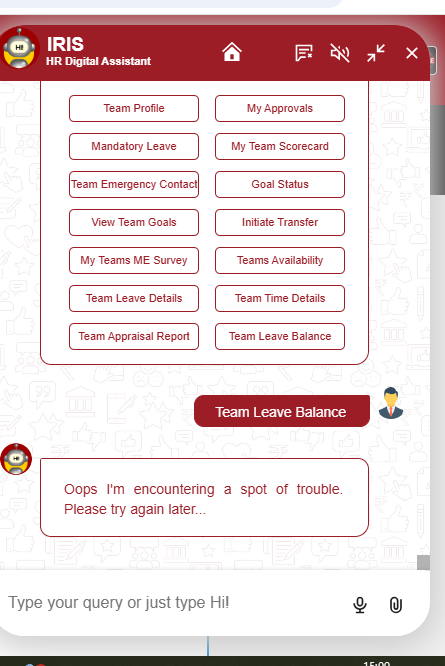 Hi!
IRIS
HR Digital Assistant
Team Profile
My Approvals
Mandatory Leave
My Team Scorecard
Team Emergency Contact
Goal Status
View Team Goals
Initiate Transfer
My Teams ME Survey
Teams Availability
Team Leave Details
Team Time Details
Team Appraisal Report
Team Leave Balance
Team Leave Balance
Hi!
Oops I'm encountering a spot of trouble.
Please try again later...
Type your query or just type Hi!